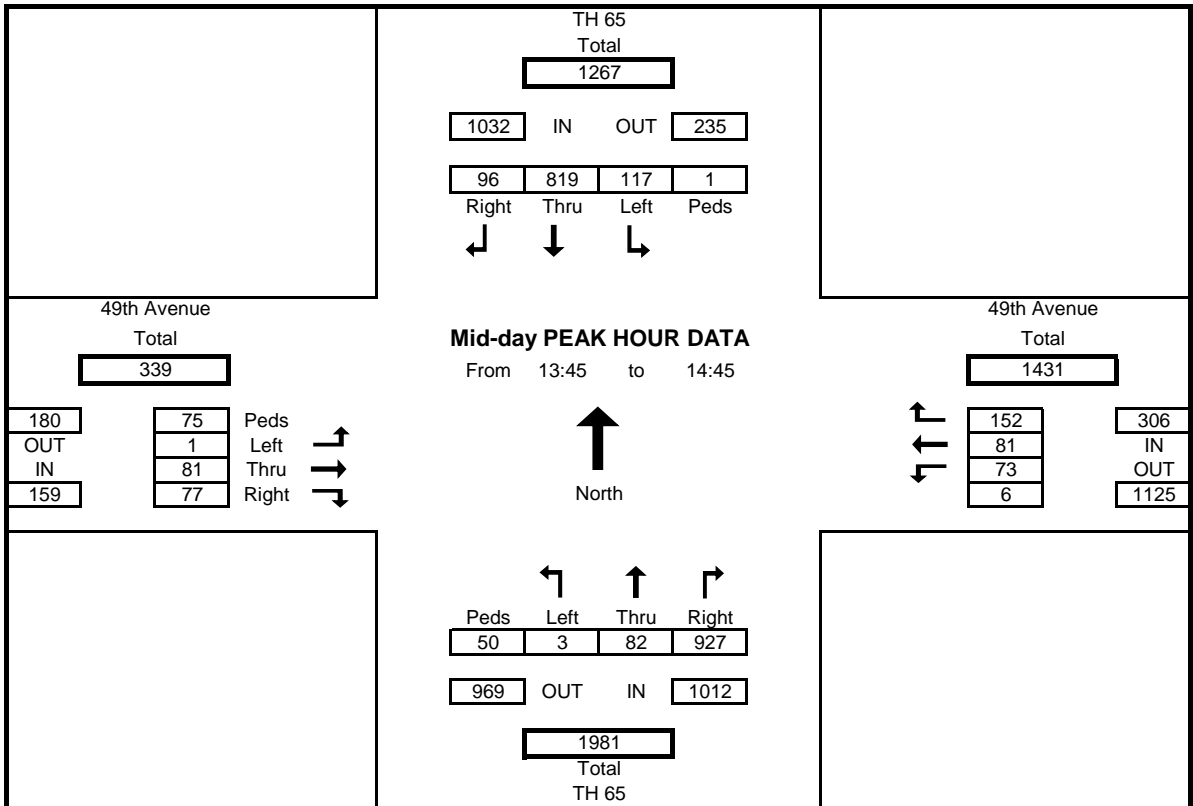 TH 65
Total
1267
1032 IN OUT 235
96 819 117 1
Right Thru Left Peds
49th Avenue
Total
339
180 75 Peds
OUT 1 Left
IN 81 Thru
159 77 Right
Mid-day PEAK HOUR DATA
From 13:45 to 14:45
North
49th Avenue
Total
1431
152 306
81 IN
73 OUT
6 1125
Peds Left Thru Right
50 3 82 927
969 OUT IN 1012
1981
Total
TH 65